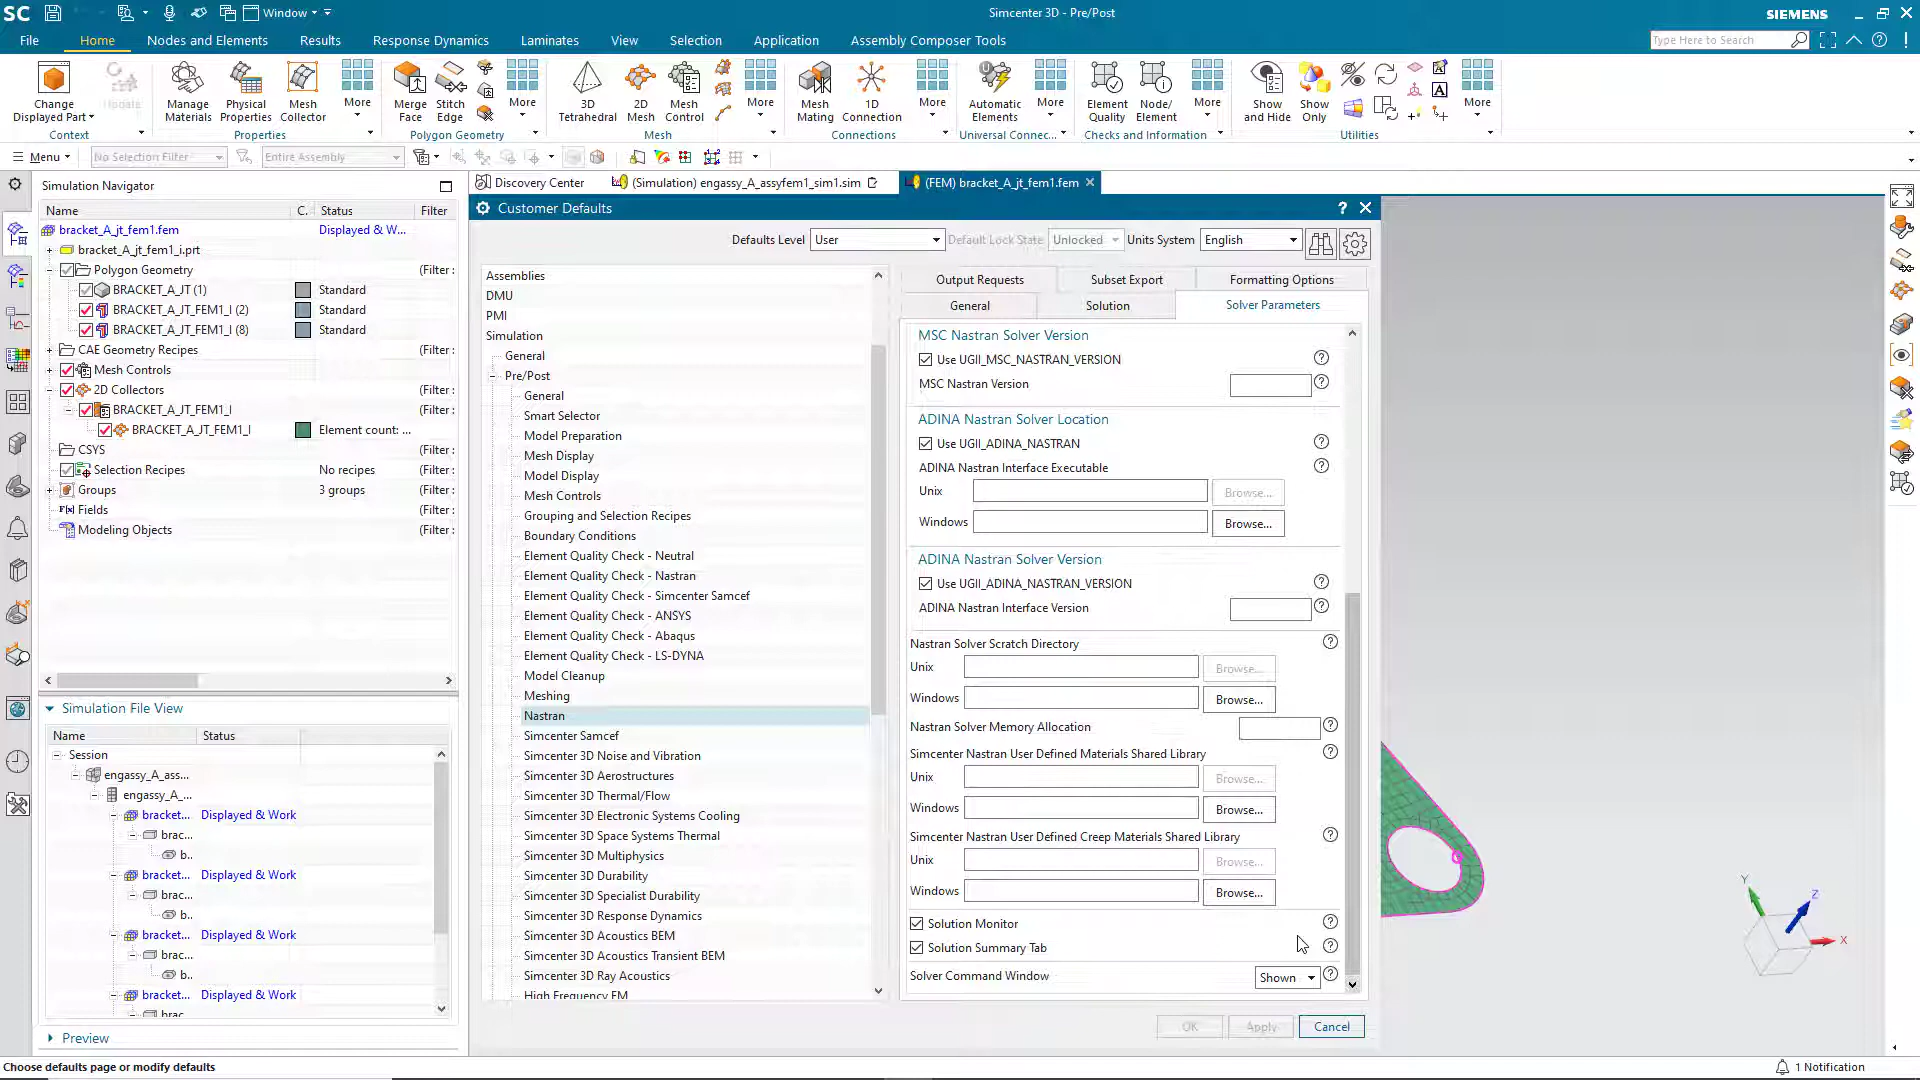 SC
Window
Simcenter 3D - Pre/Post
SIEMENS
File
Home
Nodes and Elements
Results
Response Dynamics
Laminates
View
Selection
Application
Assembly Composer Tools
Type Here to Search
Change Displayed Part
Update
Manage Materials
Physical Properties
Mesh Collector
More
Merge Face
Stitch Edge
More
3D Tetrahedral
2D Mesh
Mesh Control
More
Mesh Mating
1D Connection
More
Automatic Elements
More
Element Quality
Node/Element
More
Show and Hide
Show Only
More
Context
Properties
Polygon Geometry
Mesh
Connections
Universal Connec...
Checks and Information
Utilities
Menu
No Selection Filter
Entire Assembly
Simulation Navigator
Discovery Center
(Simulation) engassy_A_assyfem1_sim1.sim
(FEM) bracket_A_jt_fem1.fem
Name
C.
Status
Filter
bracket_A_jt_fem1.fem
Displayed & W...
bracket_A_jt_fem1_i.prt
Polygon Geometry
(Filter :
BRACKET_A_JT (1)
Standard
BRACKET_A_JT_FEM1_I (2)
Standard
BRACKET_A_JT_FEM1_I (8)
Standard
CAE Geometry Recipes
(Filter :
Mesh Controls
(Filter :
2D Collectors
(Filter :
BRACKET_A_JT_FEM1_I
(Filter :
BRACKET_A_JT_FEM1_I
Element count: ...
CSYS
(Filter :
Selection Recipes
No recipes
(Filter :
Groups
3 groups
(Filter :
Fields
(Filter :
Modeling Objects
(Filter :
Simulation File View
Name
Status
Session
engassy_A_ass...
engassy_A_...
bracket...
Displayed & Work
brac...
b..
bracket...
Displayed & Work
brac...
b..
bracket...
Displayed & Work
brac...
b..
bracket...
Displayed & Work
brac
Preview
Customer Defaults
Defaults Level
User
Default Lock State
Unlocked
Units System
English
Assemblies
DMU
PMI
Simulation
General
Pre/Post
General
Smart Selector
Model Preparation
Mesh Display
Model Display
Mesh Controls
Grouping and Selection Recipes
Boundary Conditions
Element Quality Check - Neutral
Element Quality Check - Nastran
Element Quality Check - Simcenter Samcef
Element Quality Check - ANSYS
Element Quality Check - Abaqus
Element Quality Check - LS-DYNA
Model Cleanup
Meshing
Nastran
Simcenter Samcef
Simcenter 3D Noise and Vibration
Simcenter 3D Aerostructures
Simcenter 3D Thermal/Flow
Simcenter 3D Electronic Systems Cooling
Simcenter 3D Space Systems Thermal
Simcenter 3D Multiphysics
Simcenter 3D Durability
Simcenter 3D Specialist Durability
Simcenter 3D Response Dynamics
Simcenter 3D Acoustics BEM
Simcenter 3D Acoustics Transient BEM
Simcenter 3D Ray Acoustics
High Frequency EM
Output Requests
Subset Export
Formatting Options
General
Solution
Solver Parameters
MSC Nastran Solver Version
Use UGII_MSC_NASTRAN_VERSION
MSC Nastran Version
ADINA Nastran Solver Location
Use UGII_ADINA_NASTRAN
ADINA Nastran Interface Executable
Unix
Browse...
Windows
Browse...
ADINA Nastran Solver Version
Use UGII_ADINA_NASTRAN_VERSION
ADINA Nastran Interface Version
Nastran Solver Scratch Directory
Unix
Browse...
Windows
Browse...
Nastran Solver Memory Allocation
Simcenter Nastran User Defined Materials Shared Library
Unix
Browse...
Windows
Browse...
Simcenter Nastran User Defined Creep Materials Shared Library
Unix
Browse...
Windows
Browse...
Solution Monitor
Solution Summary Tab
Solver Command Window
Shown
OK
Apply
Cancel
Y
Z
X
Choose defaults page or modify defaults
1 Notification